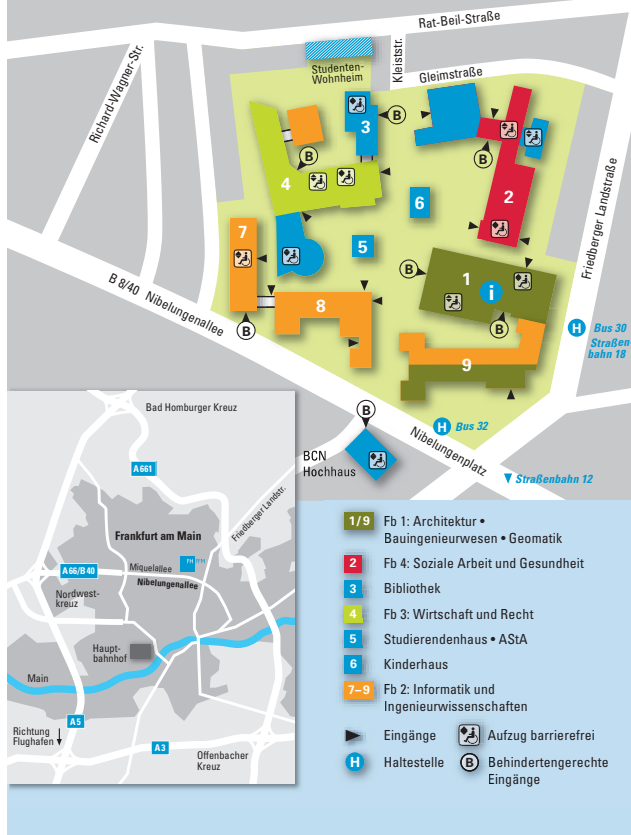 Rat-Beil-Straße
Richard-Wagner-Str.
Kleiststr.
Studenten-
Wohnheim
Gleimstraße
Friedberger Landstraße
3
B
B
B
4
2
6
7
5
B
1
i
8
B
B
9
B 8/40 Nibelungenallee
H Bus 30
Straßen-
bahn 18
H Bus 32
B
Nibelungenplatz
BCN
Hochhaus
Straßenbahn 12
Bad Homburger Kreuz
A 661
Friedberger Landstr.
Frankfurt am Main
FH FFM
Miquelallee
Nibelungenallee
A66/B 40
Nordwest-
kreuz
Haupt-
bahnhof
Main
A5
Richtung
Flughafen
A3
Offenbacher
Kreuz
1/9 Fb 1: Architektur •
Bauingenieurwesen • Geomatik
2 Fb 4: Soziale Arbeit und Gesundheit
3 Bibliothek
4 Fb 3: Wirtschaft und Recht
5 Studierendenhaus • AStA
6 Kinderhaus
7–9 Fb 2: Informatik und
Ingenieurwissenschaften
Eingänge
Aufzug barrierefrei
H Haltestelle
B Behindertengerechte
Eingänge